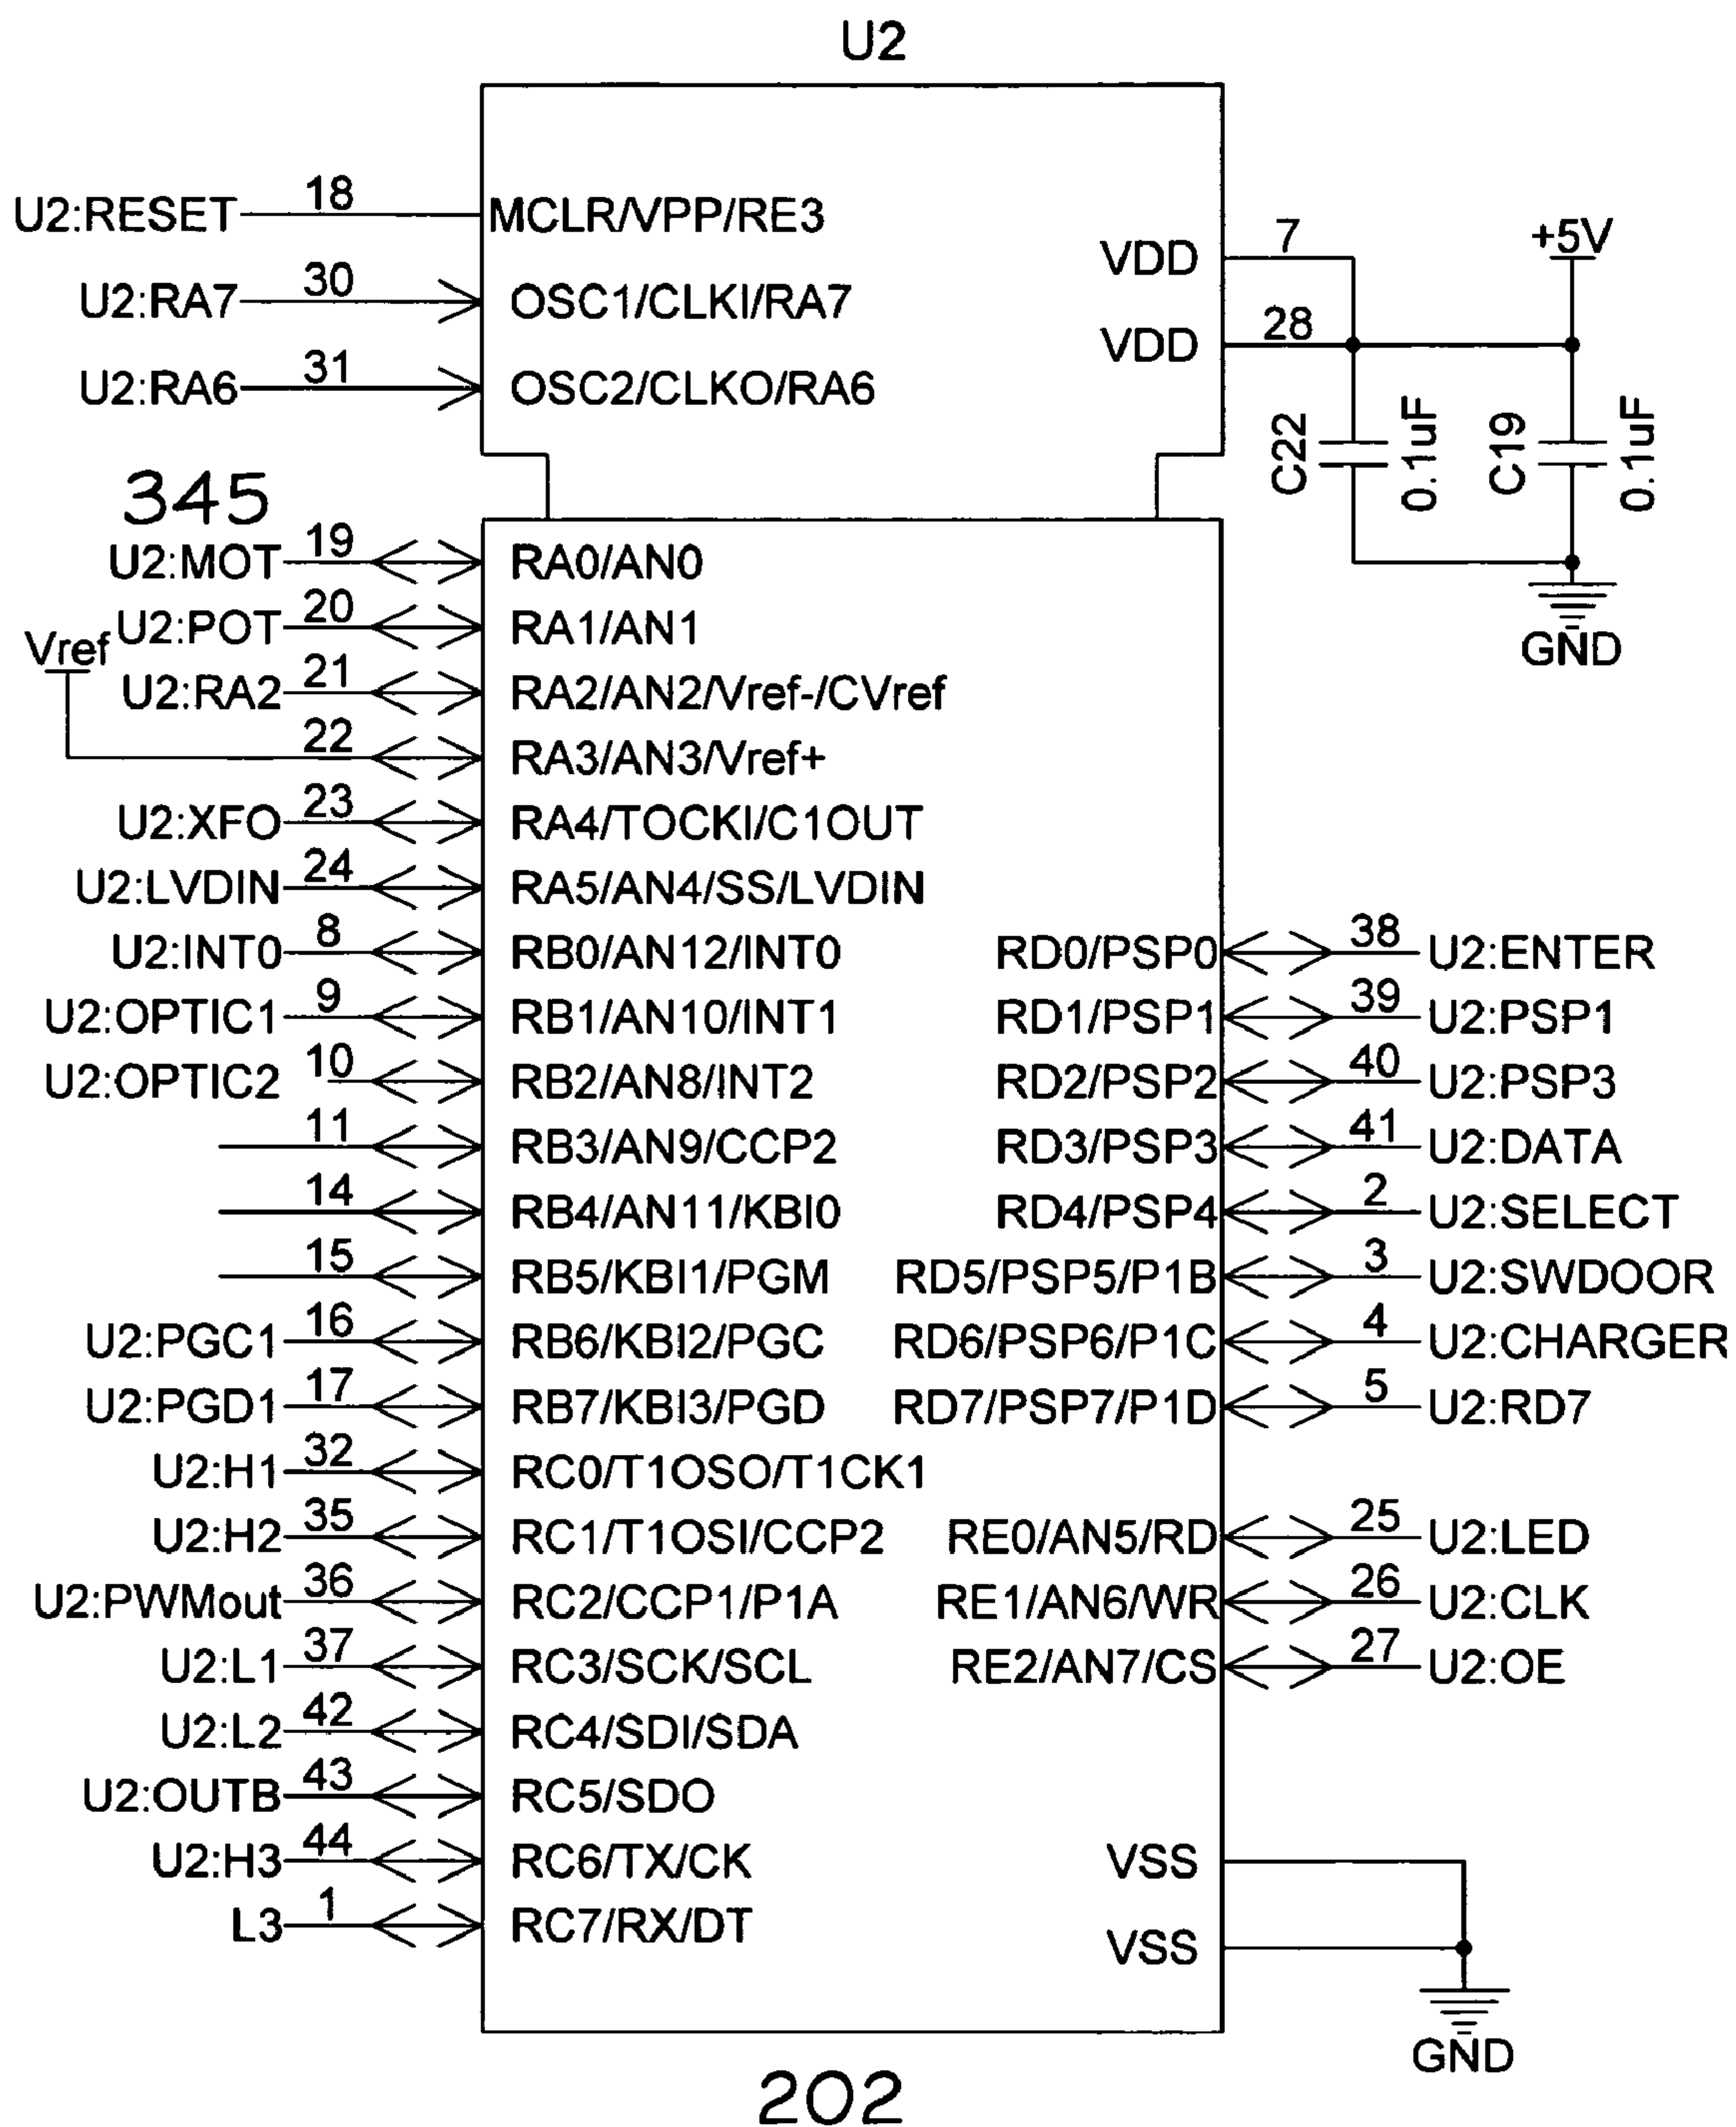 U2
U2:RESET 18 MCLR/VPP/RE3
VDD 7 +5V
U2:RA7 30 OSC1/CLKI/RA7
VDD 28
U2:RA6 31 OSC2/CLKO/RA6
C22 0.1uF C19 0.1uF
345
U2:MOT 19 RA0/AN0
U2:POT 20 RA1/AN1
Vref
GND
U2:RA2 21 RA2/AN2/Vref-/CVref
22 RA3/AN3/Vref+
U2:XFO 23 RA4/TOCKI/C1OUT
U2:LVDIN 24 RA5/AN4/SS/LVDIN
U2:INT0 8 RB0/AN12/INT0 RD0/PSP0 38 U2:ENTER
U2:OPTIC1 9 RB1/AN10/INT1 RD1/PSP1 39 U2:PSP1
U2:OPTIC2 10 RB2/AN8/INT2 RD2/PSP2 40 U2:PSP3
11 RB3/AN9/CCP2 RD3/PSP3 41 U2:DATA
14 RB4/AN11/KBI0 RD4/PSP4 2 U2:SELECT
15 RB5/KBI1/PGM RD5/PSP5/P1B 3 U2:SWDOOR
U2:PGC1 16 RB6/KBI2/PGC RD6/PSP6/P1C 4 U2:CHARGER
U2:PGD1 17 RB7/KBI3/PGD RD7/PSP7/P1D 5 U2:RD7
U2:H1 32 RC0/T1OSO/T1CK1
U2:H2 35 RC1/T1OSI/CCP2 RE0/AN5/RD 25 U2:LED
U2:PWMout 36 RC2/CCP1/P1A RE1/AN6/WR 26 U2:CLK
U2:L1 37 RC3/SCK/SCL RE2/AN7/CS 27 U2:OE
U2:L2 42 RC4/SDI/SDA
U2:OUTB 43 RC5/SDO
U2:H3 44 RC6/TX/CK VSS
L3 1 RC7/RX/DT
VSS
GND
202